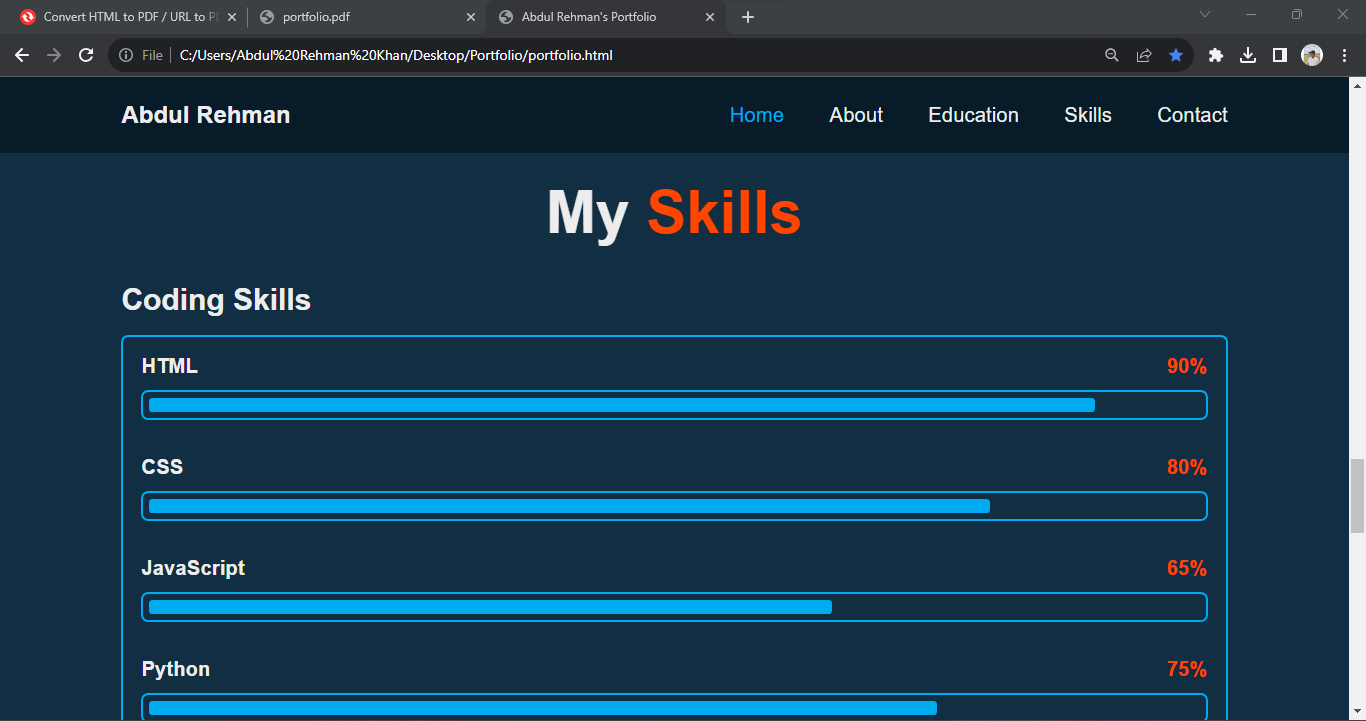 Convert HTML to PDF / URL to P
portfolio.pdf
Abdul Rehman's Portfolio
File
C:/Users/Abdul%20Rehman%20Khan/Desktop/Portfolio/portfolio.html
Abdul Rehman
Home About Education Skills Contact
My Skills
Coding Skills
HTML 90%
CSS 80%
JavaScript 65%
Python 75%